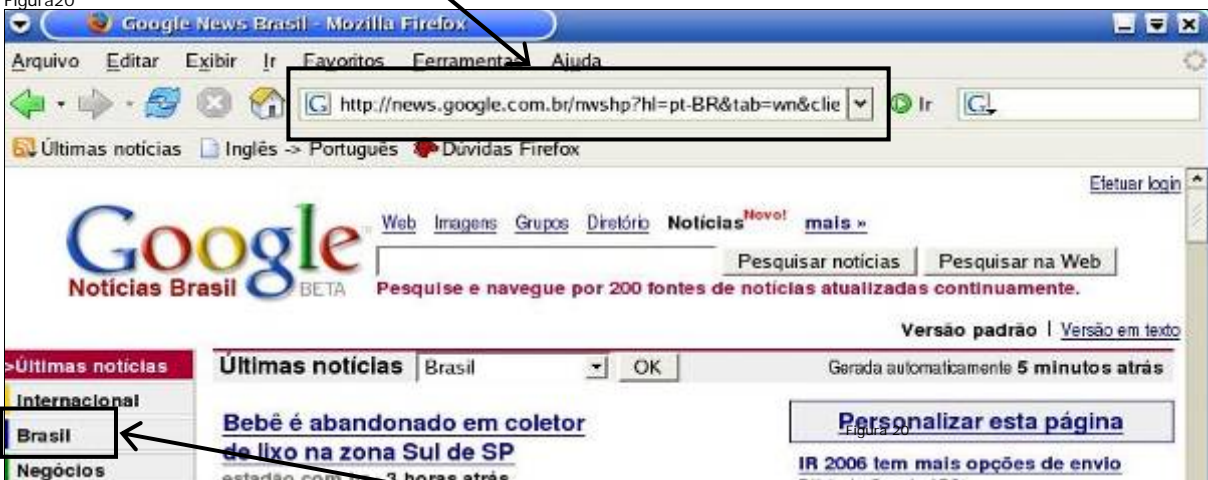 Figura20
Google News Brasil - Mozilla Firefox
Arquivo Editar Exibir Ir Favoritos Ferramentas Ajuda
http://news.google.com.br/nwshp?hl=pt-BR&tab=wn&clie Ir
Últimas notícias Inglês -> Português Dúvidas Firefox
Efetuar login
Google Notícias Brasil BETA
Web Imagens Grupos Diretório Notícias Novo! mais »
Pesquisar notícias Pesquisar na Web
Pesquise e navegue por 200 fontes de notícias atualizadas continuamente.
Versão padrão | Versão em texto
>Últimas notícias
Internacional
Brasil
Negócios
Últimas notícias Brasil OK Gerada automaticamente 5 minutos atrás
Bebê é abandonado em coletor
de lixo na zona Sul de SP
3 horas atrás
Personalizar esta página
Figura 20
IR 2006 tem mais opções de envio